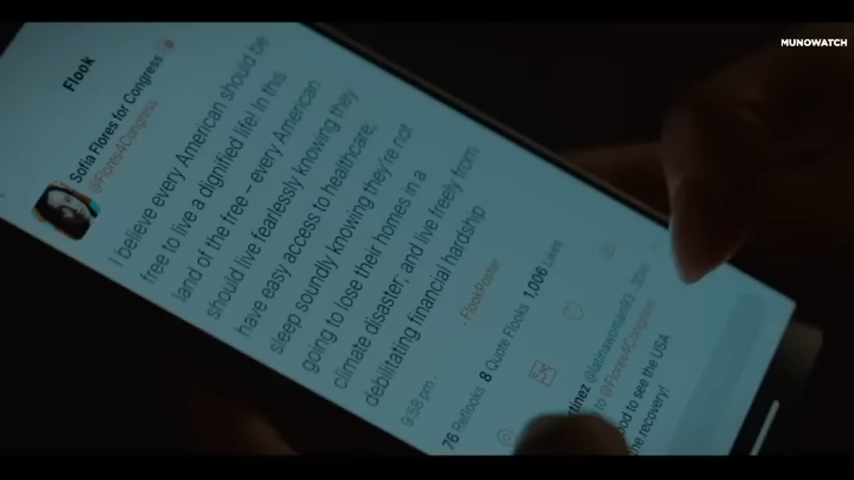 MUNOWATCH
Flook
Sofia Flores for Congress
@Flores4Congress
I believe every American should be
free to live a dignified life! In this
land of the free – every American
should live fearlessly knowing they
have easy access to healthcare;
sleep soundly knowing they're not
going to lose their homes in a
climate disaster; and live freely from
debilitating financial hardship
9:58 pm · · FlookPoster
76 Reflooks 8 Quote Flooks 1,006 Likes
@latinawoman93
to @Flores4Congress
to see the USA
the recovery!